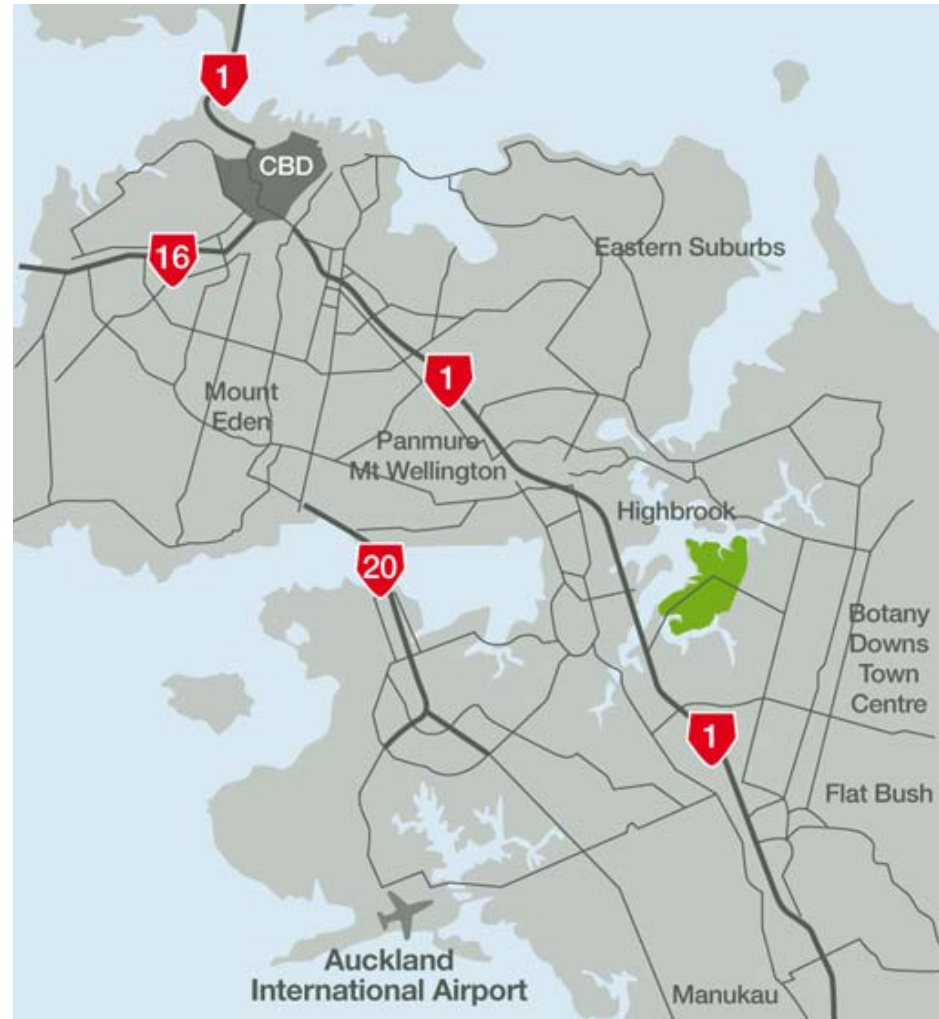 1
CBD
16
Eastern Suburbs
1
Mount
Eden
Panmure
Mt Wellington
Highbrook
20
Botany
Downs
Town
Centre
1
Flat Bush
Auckland
International Airport
Manukau